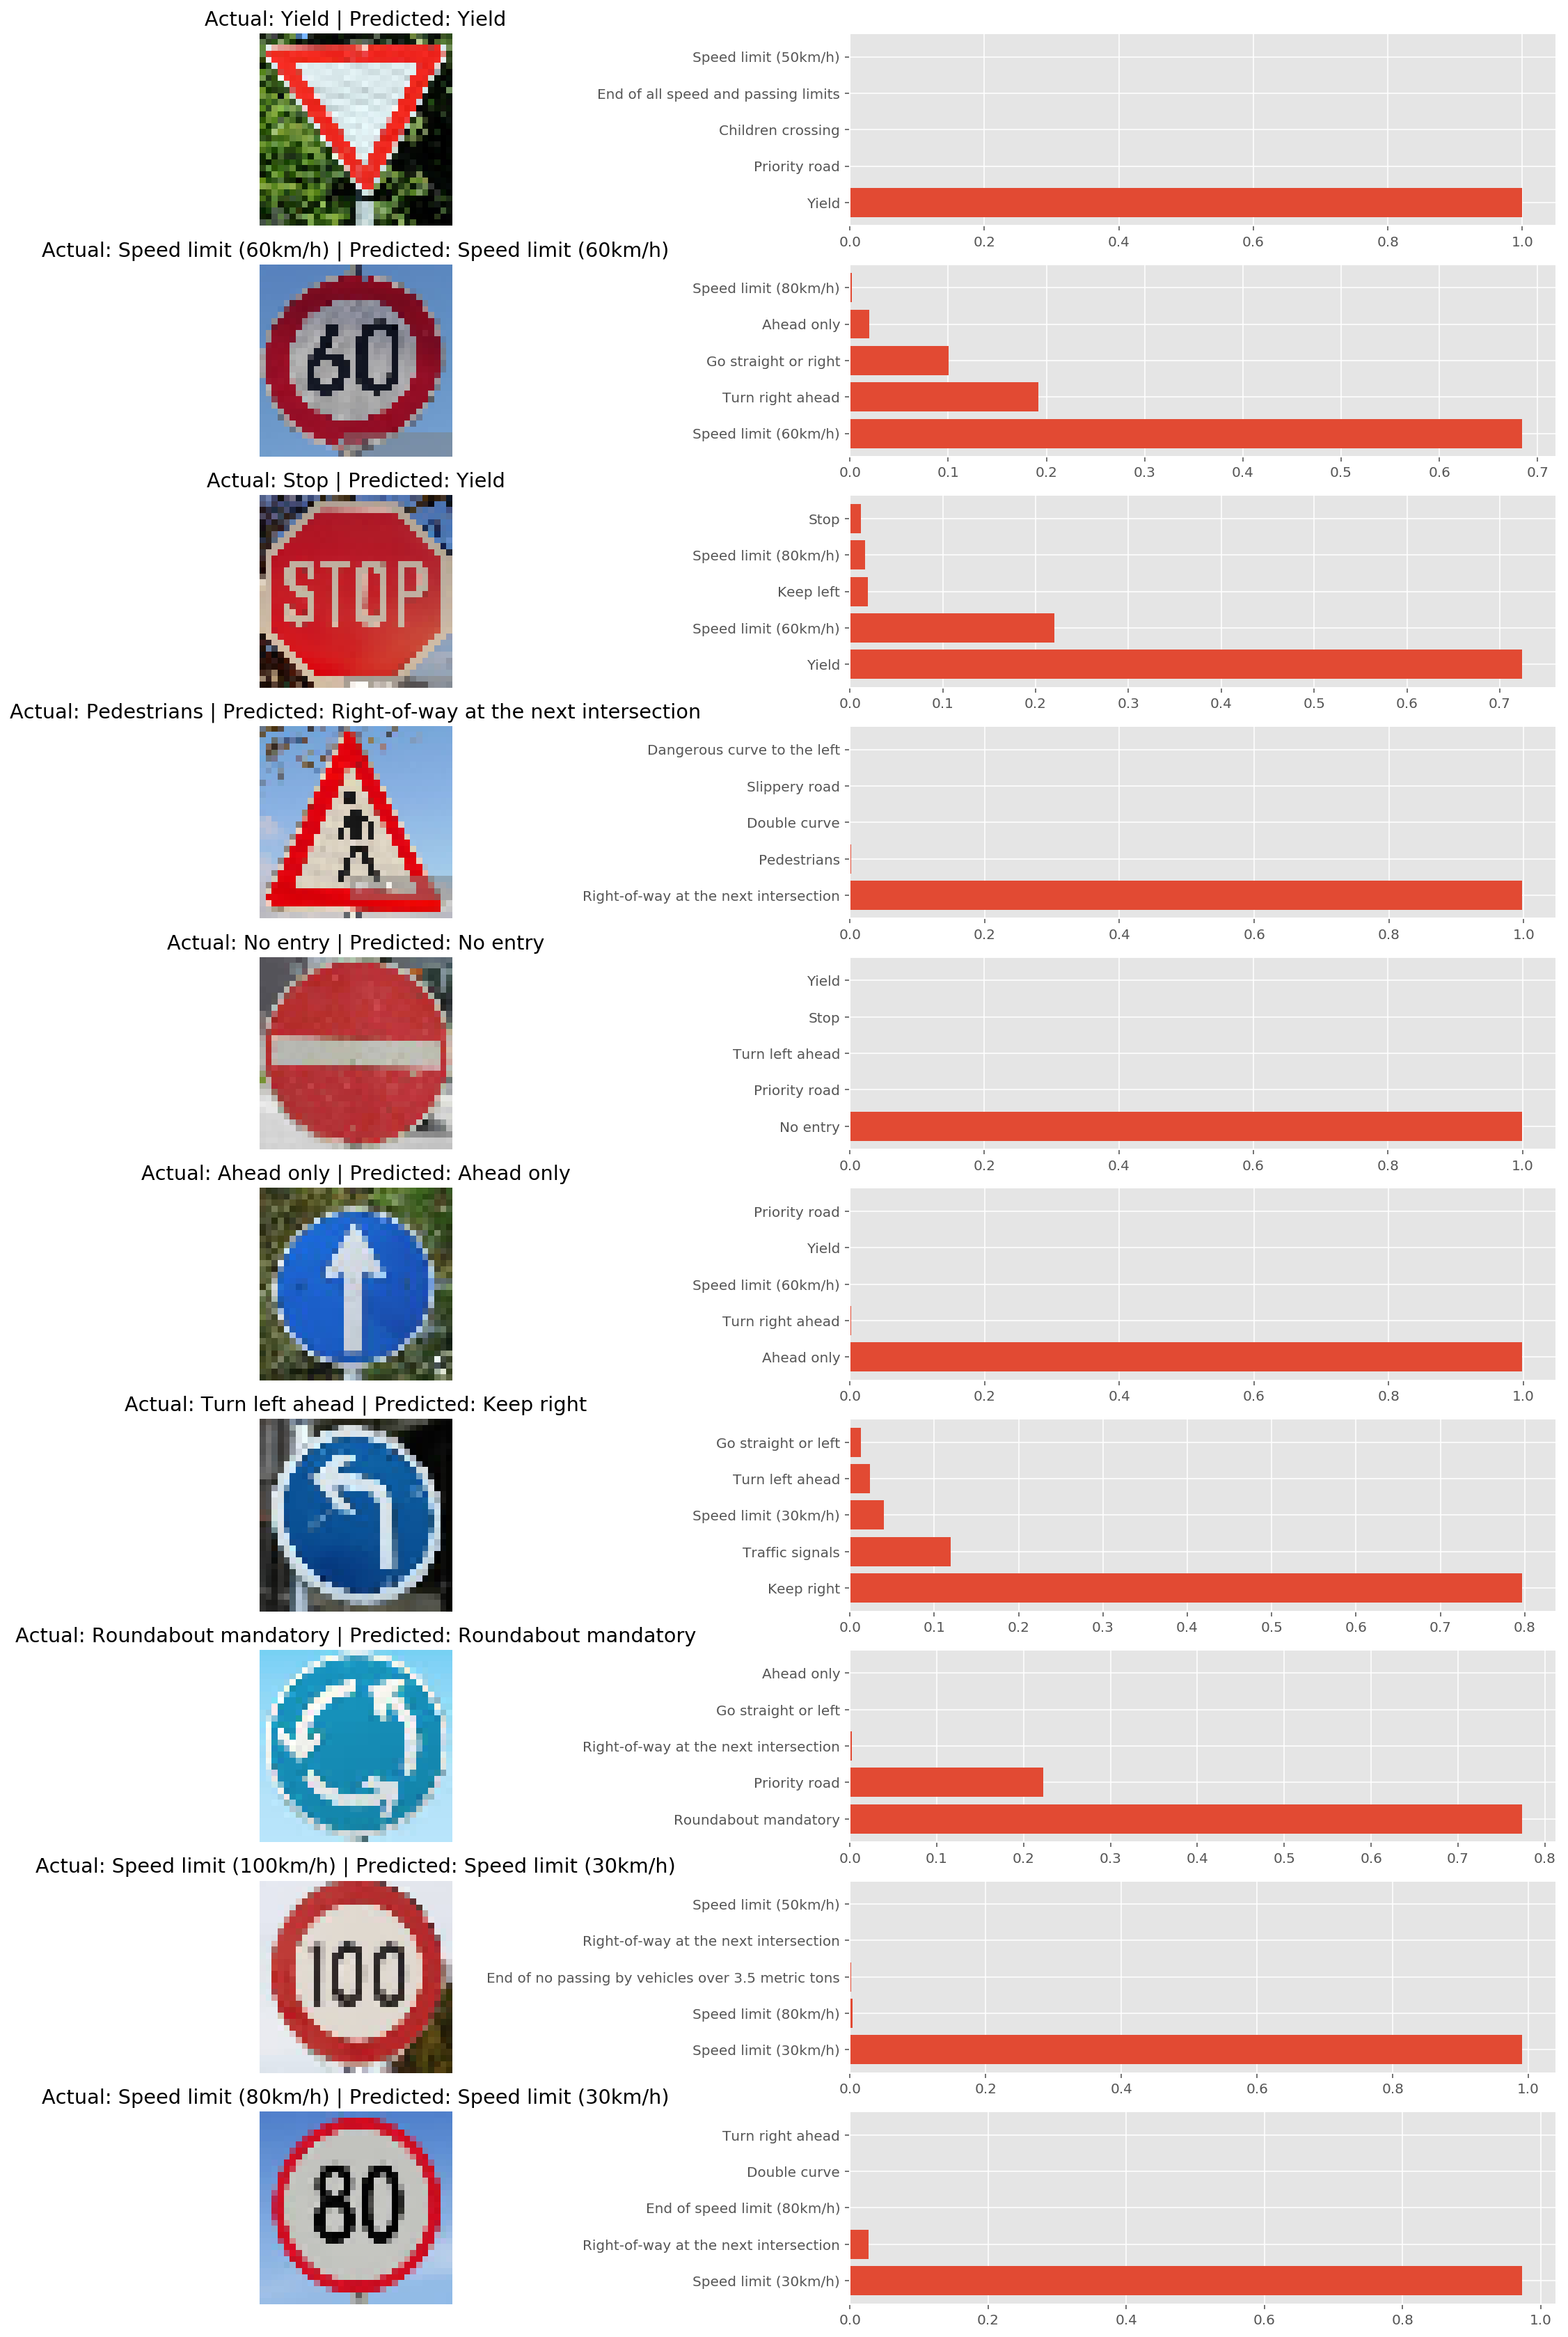 Actual: Yield | Predicted: Yield
Speed limit (50km/h)
End of all speed and passing limits
Children crossing
Priority road
Yield
0.0 0.2 0.4 0.6 0.8 1.0
Actual: Speed limit (60km/h) | Predicted: Speed limit (60km/h)
60
Speed limit (80km/h)
Ahead only
Go straight or right
Turn right ahead
Speed limit (60km/h)
0.0 0.1 0.2 0.3 0.4 0.5 0.6 0.7
Actual: Stop | Predicted: Yield
STOP
Stop
Speed limit (80km/h)
Keep left
Speed limit (60km/h)
Yield
0.0 0.1 0.2 0.3 0.4 0.5 0.6 0.7
Actual: Pedestrians | Predicted: Right-of-way at the next intersection
Dangerous curve to the left
Slippery road
Double curve
Pedestrians
Right-of-way at the next intersection
0.0 0.2 0.4 0.6 0.8 1.0
Actual: No entry | Predicted: No entry
Yield
Stop
Turn left ahead
Priority road
No entry
0.0 0.2 0.4 0.6 0.8 1.0
Actual: Ahead only | Predicted: Ahead only
Priority road
Yield
Speed limit (60km/h)
Turn right ahead
Ahead only
0.0 0.2 0.4 0.6 0.8 1.0
Actual: Turn left ahead | Predicted: Keep right
Go straight or left
Turn left ahead
Speed limit (30km/h)
Traffic signals
Keep right
0.0 0.1 0.2 0.3 0.4 0.5 0.6 0.7 0.8
Actual: Roundabout mandatory | Predicted: Roundabout mandatory
Ahead only
Go straight or left
Right-of-way at the next intersection
Priority road
Roundabout mandatory
0.0 0.1 0.2 0.3 0.4 0.5 0.6 0.7 0.8
Actual: Speed limit (100km/h) | Predicted: Speed limit (30km/h)
100
Speed limit (50km/h)
Right-of-way at the next intersection
End of no passing by vehicles over 3.5 metric tons
Speed limit (80km/h)
Speed limit (30km/h)
0.0 0.2 0.4 0.6 0.8 1.0
Actual: Speed limit (80km/h) | Predicted: Speed limit (30km/h)
80
Turn right ahead
Double curve
End of speed limit (80km/h)
Right-of-way at the next intersection
Speed limit (30km/h)
0.0 0.2 0.4 0.6 0.8 1.0